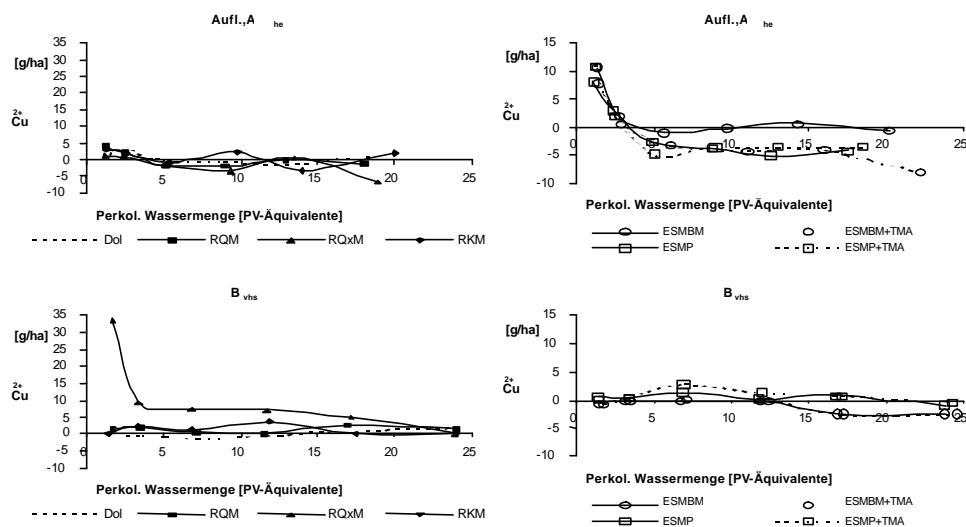 Aufl.,A he
[g/ha]
Cu 2+
35
30
25
20
15
10
5
0
-5
-10
0 5 10 15 20 25
Perkol. Wassermenge [PV-Äquivalente]
Dol RQM RQxM RKM
Aufl.,A he
[g/ha]
Cu 2+
15
10
5
0
-5
-10
0 5 10 15 20 25
Perkol. Wassermenge [PV-Äquivalente]
ESMBM ESMBM+TMA
ESMP ESMP+TMA
B vhs
[g/ha]
Cu 2+
35
30
25
20
15
10
5
0
-5
-10
0 5 10 15 20 25
Perkol. Wassermenge [PV-Äquivalente]
Dol RQM RQxM RKM
B vhs
[g/ha]
Cu 2+
15
10
5
0
-5
-10
0 5 10 15 20 25
Perkol. Wassermenge [PV-Äquivalente]
ESMBM ESMBM+TMA
ESMP ESMP+TMA